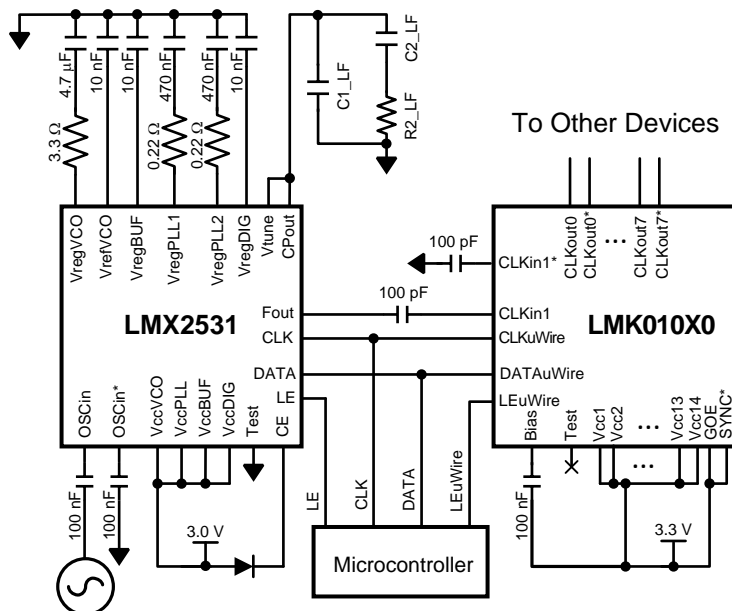 4.7 µF
10 nF
10 nF
470 nF
470 nF
10 nF
C1_LF
C2_LF
R2_LF
3.3 Ω
0.22 Ω
0.22 Ω
To Other Devices
VregVCO
VrefVCO
VregBUF
VregPLL1
VregPLL2
VregDIG
Vtune
CPout
CLKout0
CLKout0*
...
CLKout7
CLKout7*
100 pF
CLKin1*
100 pF
Fout
CLKin1
LMX2531
LMK010X0
CLK
CLKuWire
DATA
DATAuWire
LE
LEuWire
OSCin
OSCin*
VccVCO
VccPLL
VccBUF
VccDIG
Test
CE
Bias
Test
Vcc1
Vcc2
...
Vcc13
Vcc14
GOE
SYNC*
...
100 nF
100 nF
LE
CLK
DATA
LEuWire
100 nF
3.0 V
3.3 V
Microcontroller